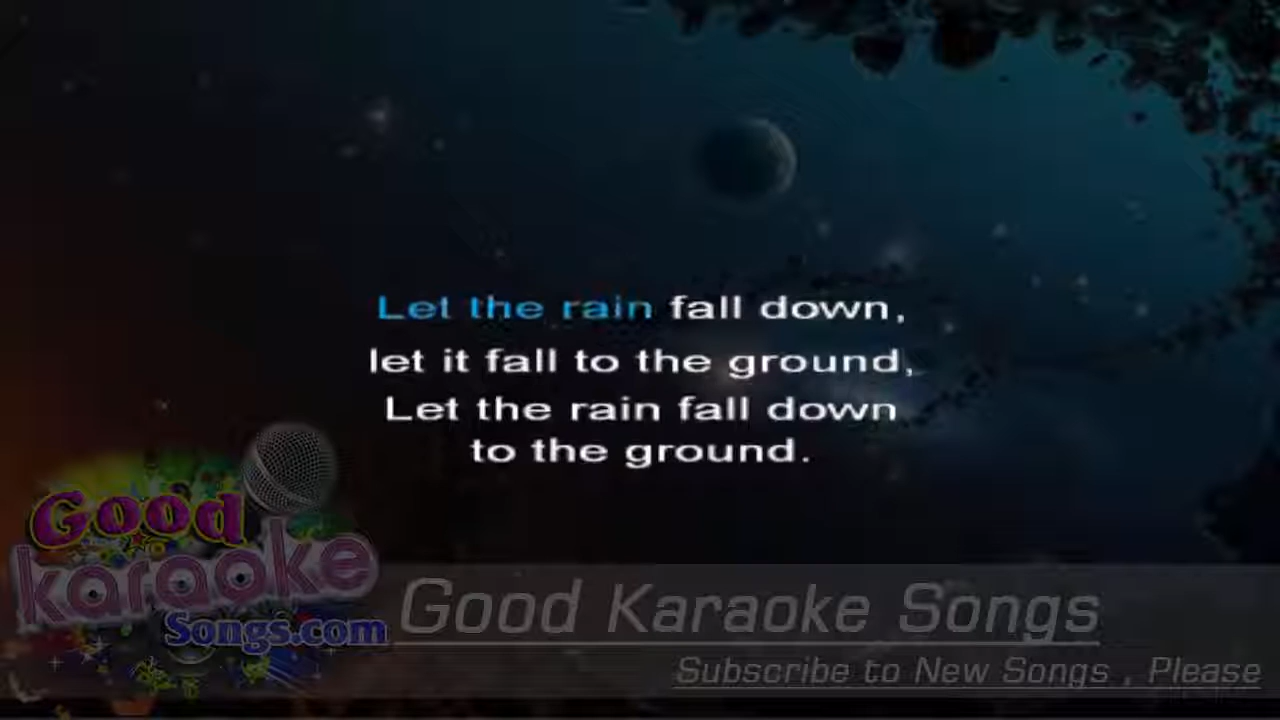 Let the rain fall down,
let it fall to the ground,
Let the rain fall down
to the ground.
Good
karaoke
Songs.com
Good Karaoke Songs
Subscribe to New Songs , Please